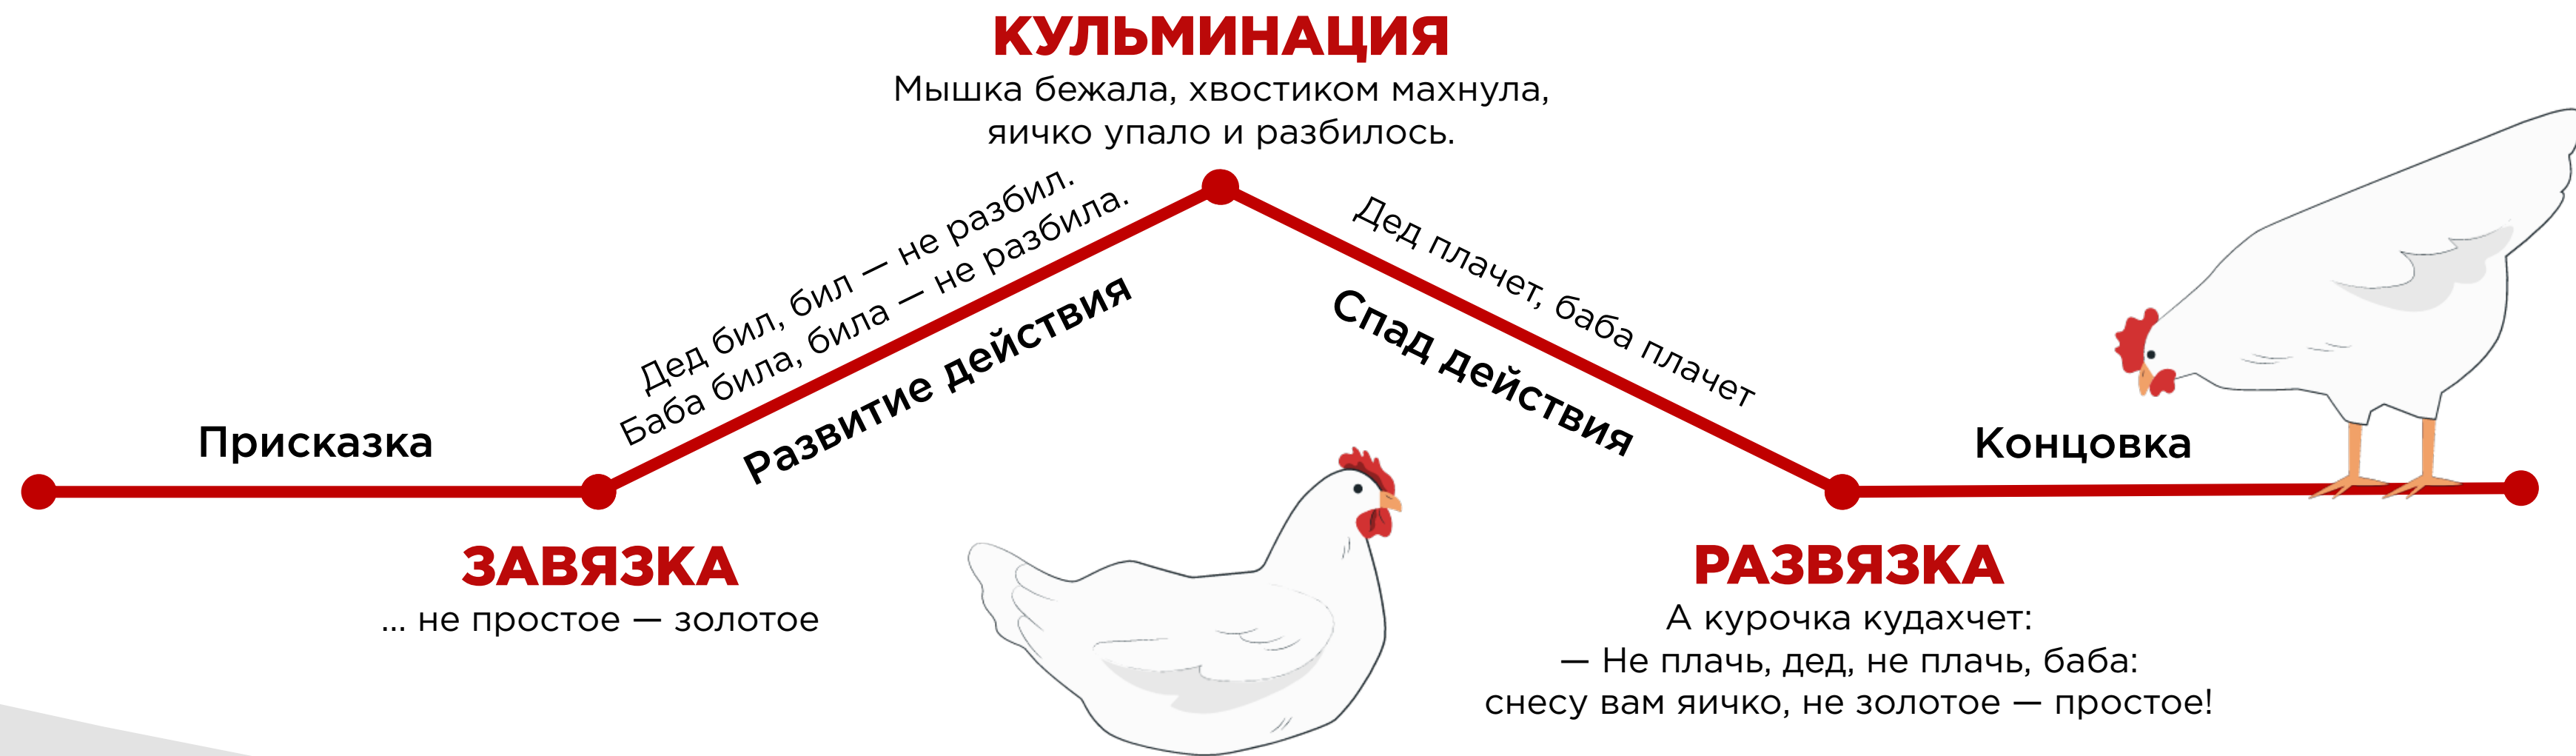 КУЛЬМИНАЦИЯ
Мышка бежала, хвостиком махнула,
яичко упало и разбилось.
Дед бил, бил — не разбил.
Баба била, била — не разбила.
Развитие действия
Дед плачет, баба плачет
Спад действия
Присказка
Концовка
ЗАВЯЗКА
... не простое — золотое
РАЗВЯЗКА
А курочка кудахчет:
— Не плачь, дед, не плачь, баба:
снесу вам яичко, не золотое — простое!